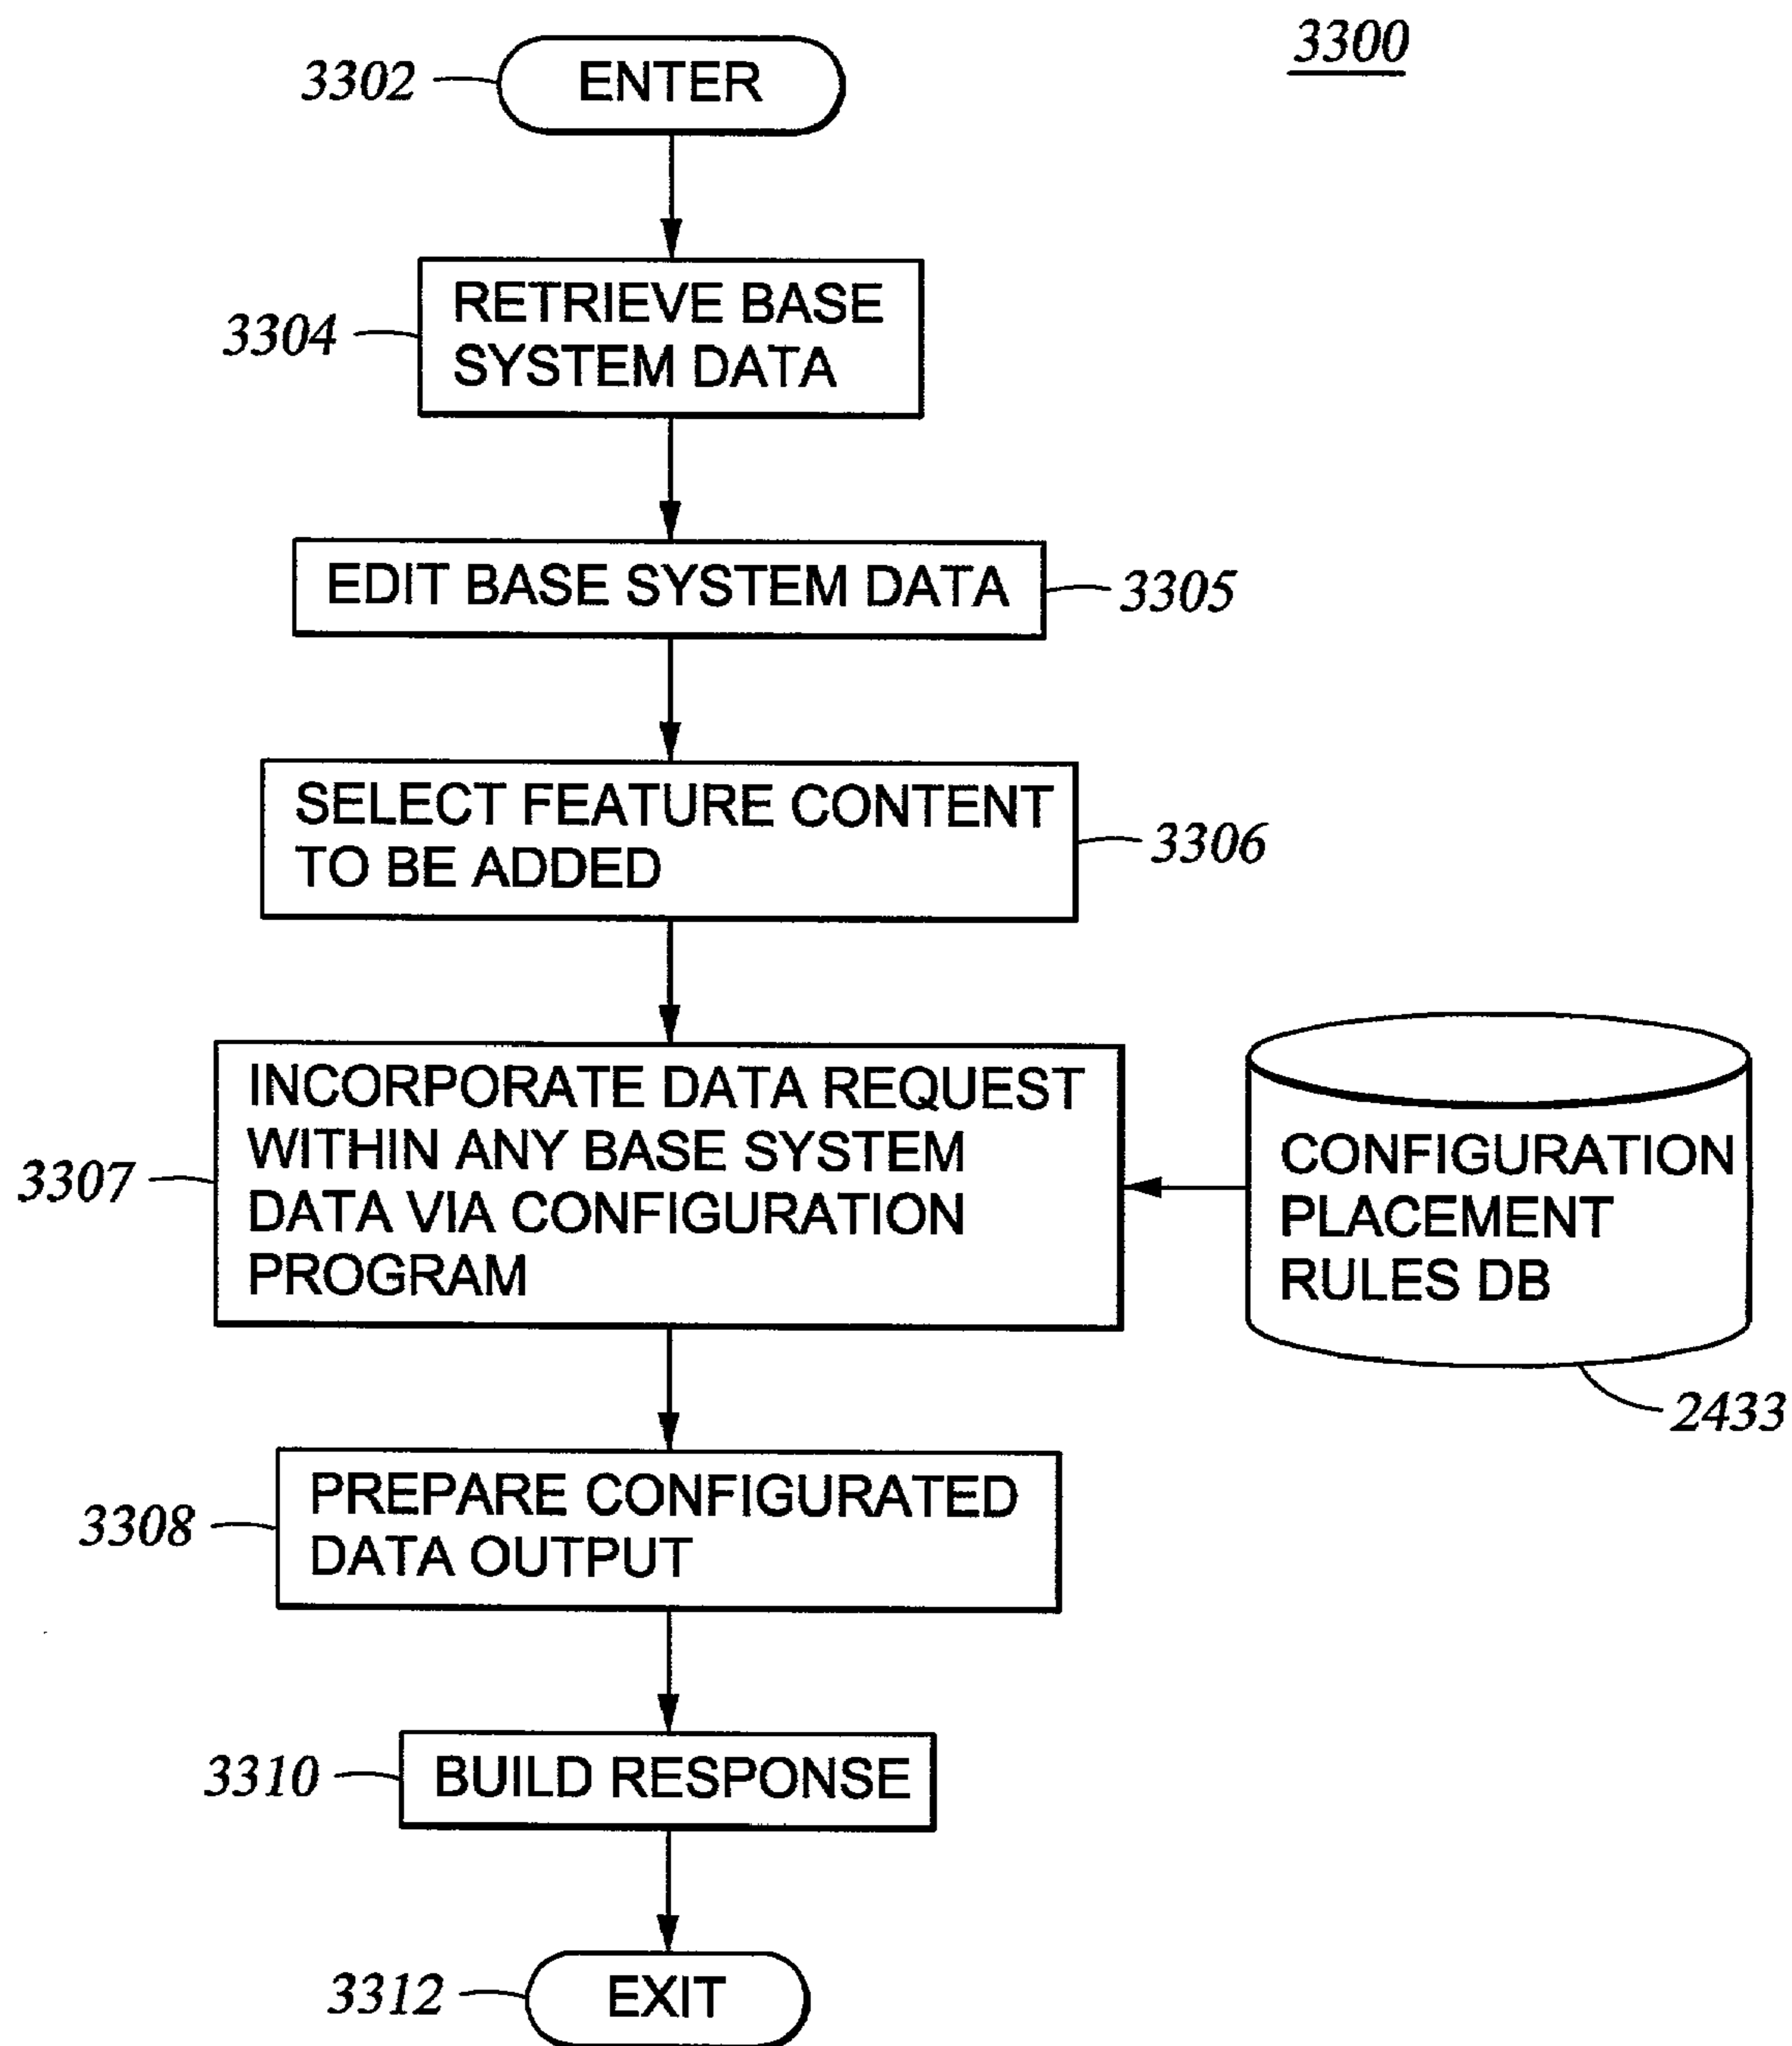 3300
3302
ENTER
3304
RETRIEVE BASE
SYSTEM DATA
EDIT BASE SYSTEM DATA
3305
SELECT FEATURE CONTENT
TO BE ADDED
3306
3307
INCORPORATE DATA REQUEST
WITHIN ANY BASE SYSTEM
DATA VIA CONFIGURATION
PROGRAM
CONFIGURATION
PLACEMENT
RULES DB
2433
3308
PREPARE CONFIGURATED
DATA OUTPUT
3310
BUILD RESPONSE
3312
EXIT